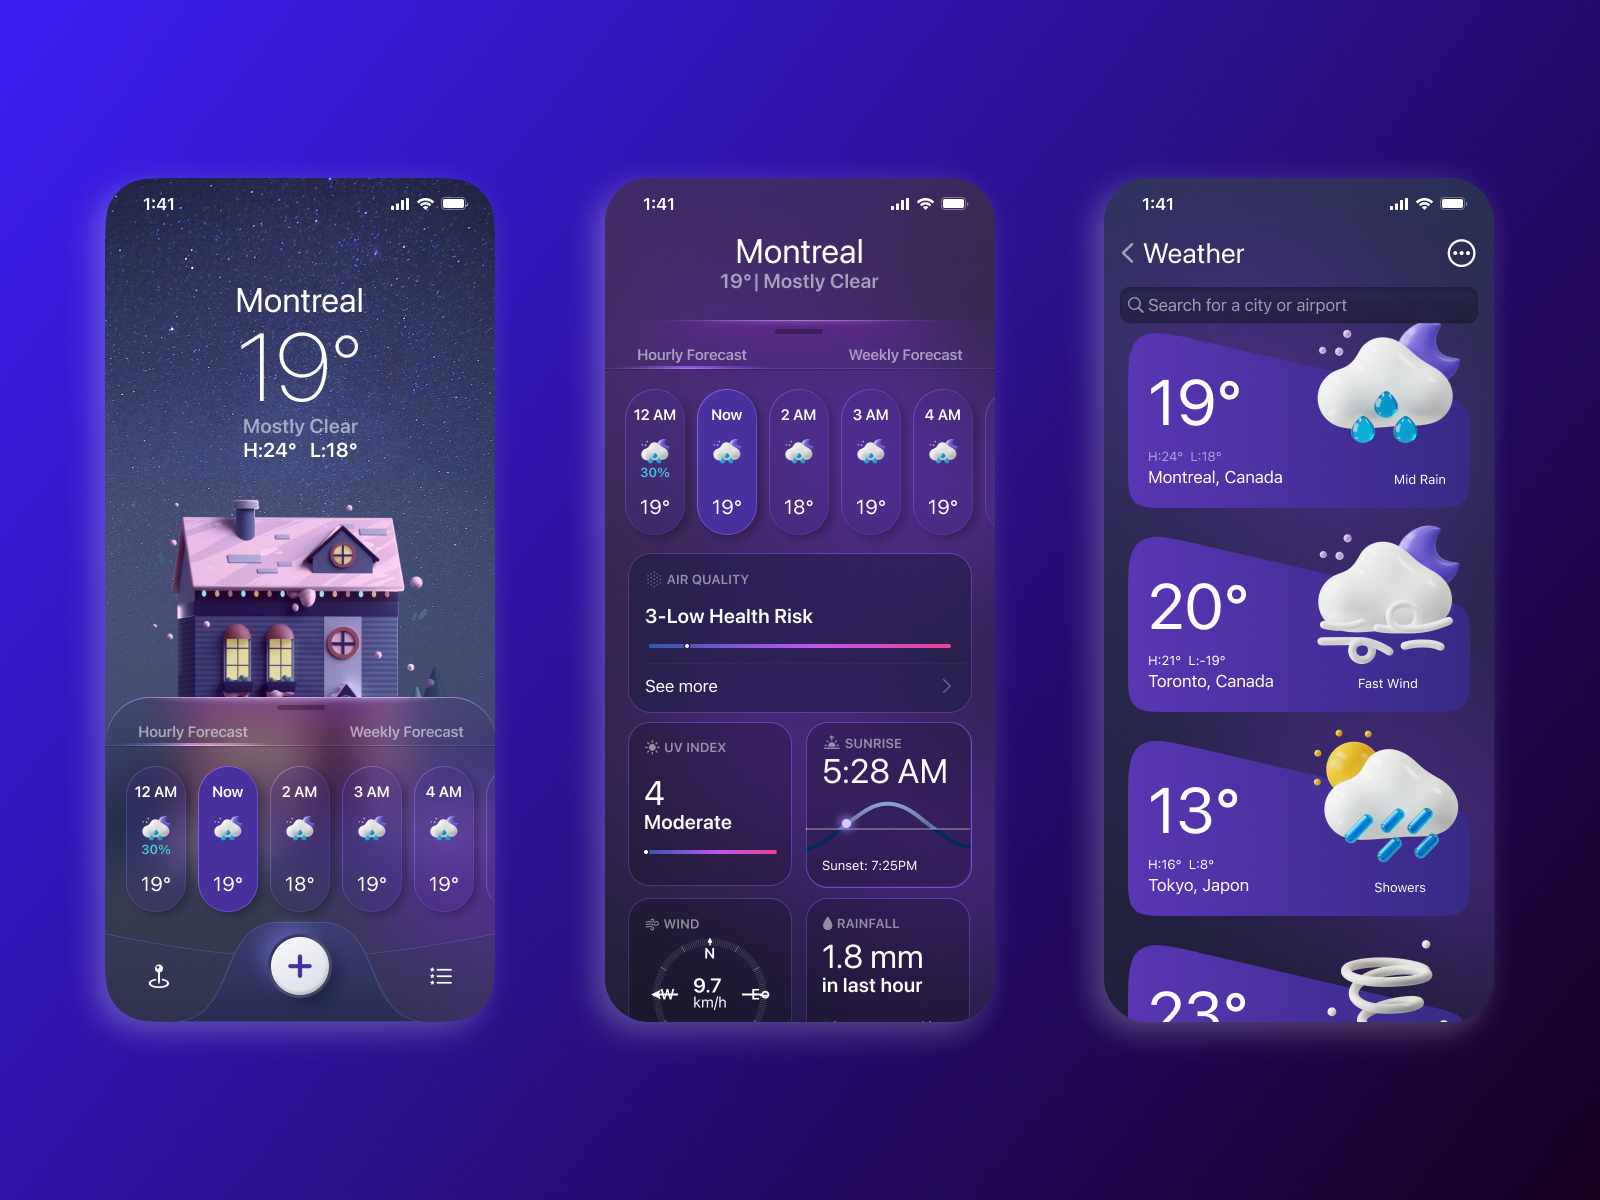 1:41
Montreal
19°
Mostly Clear
H:24° L:18°
Hourly Forecast
Weekly Forecast
12 AM
Now
2 AM
3 AM
4 AM
30%
19°
19°
18°
19°
19°
1:41
Montreal
19°| Mostly Clear
Hourly Forecast
Weekly Forecast
12 AM
Now
2 AM
3 AM
4 AM
30%
19°
19°
18°
19°
19°
AIR QUALITY
3-Low Health Risk
See more
UV INDEX
4
Moderate
SUNRISE
5:28 AM
Sunset: 7:25PM
WIND
N
W
9.7
km/h
E
RAINFALL
1.8 mm
in last hour
1:41
Weather
Search for a city or airport
19°
H:24° L:18°
Montreal, Canada
Mid Rain
20°
H:21° L:-19°
Toronto, Canada
Fast Wind
13°
H:16° L:8°
Tokyo, Japon
Showers
23°